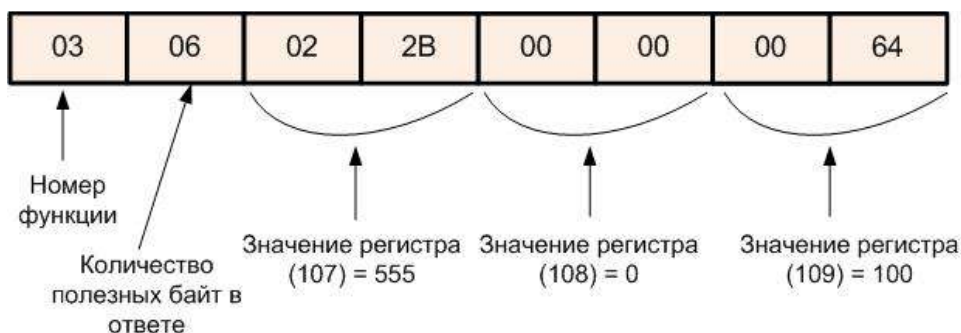 03 06 02 2B 00 00 00 64
Номер
функции
Количество
полезных байт в
ответе
Значение регистра
(107) = 555
Значение регистра
(108) = 0
Значение регистра
(109) = 100